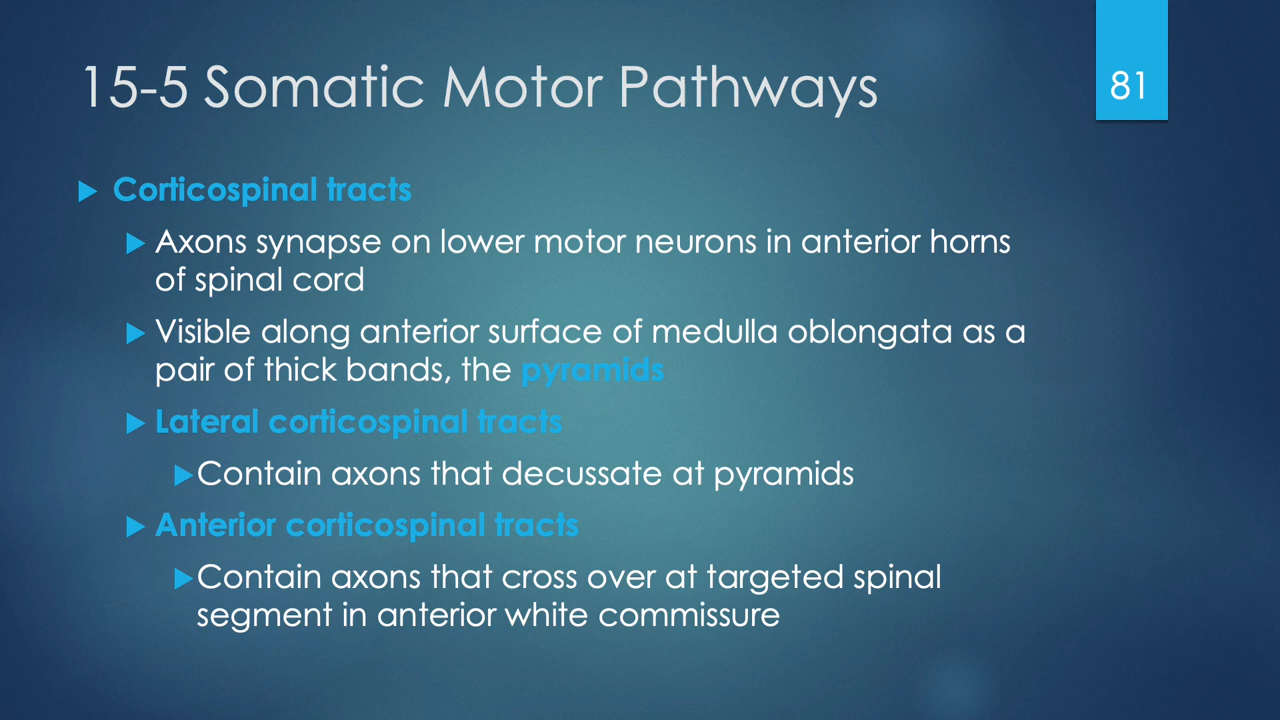 15-5 Somatic Motor Pathways
81
Corticospinal tracts
Axons synapse on lower motor neurons in anterior horns
of spinal cord
Visible along anterior surface of medulla oblongata as a
pair of thick bands, the pyramids
Lateral corticospinal tracts
Contain axons that decussate at pyramids
Anterior corticospinal tracts
Contain axons that cross over at targeted spinal
segment in anterior white commissure